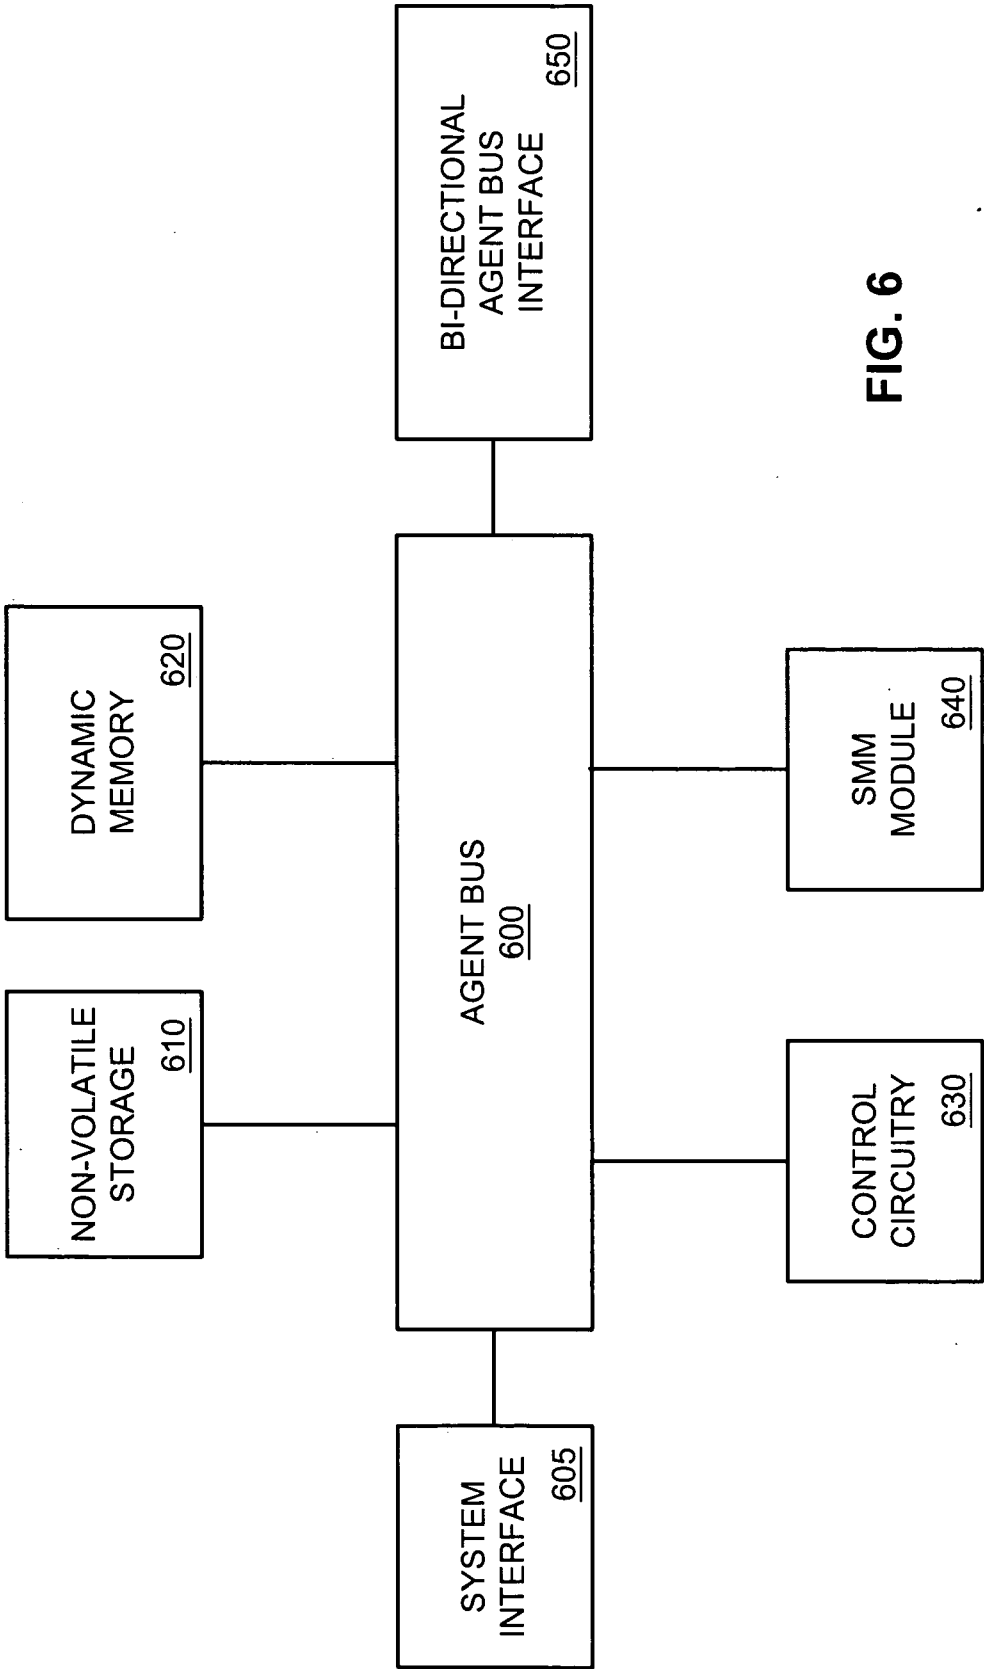 NON-VOLATILE
STORAGE
610
DYNAMIC
MEMORY
620
SYSTEM
INTERFACE
605
AGENT BUS
600
BI-DIRECTIONAL
AGENT BUS
INTERFACE
650
CONTROL
CIRCUITRY
630
SMM
MODULE
640
FIG. 6